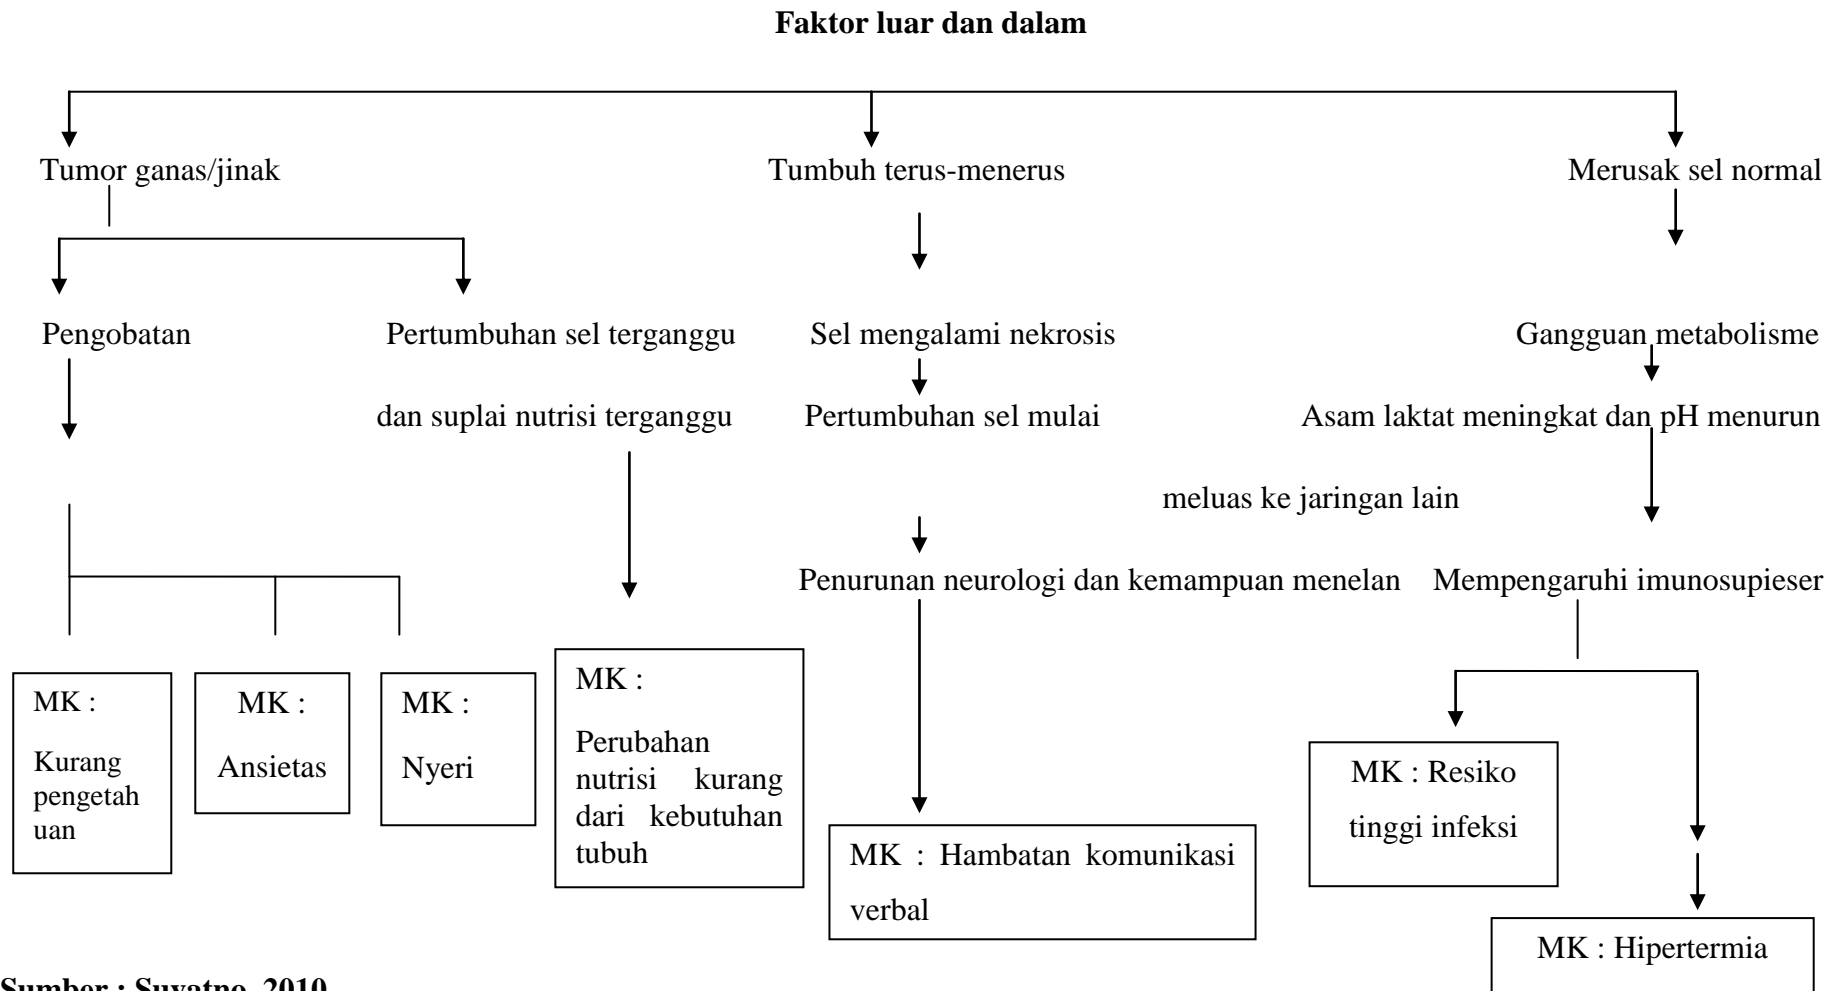 Faktor luar dan dalam
Tumor ganas/jinak
Tumbuh terus-menerus
Merusak sel normal
Pengobatan
Pertumbuhan sel terganggu
Sel mengalami nekrosis
Gangguan metabolisme
dan suplai nutrisi terganggu
Pertumbuhan sel mulai
Asam laktat meningkat dan pH menurun
meluas ke jaringan lain
Penurunan neurologi dan kemampuan menelan
Mempengaruhi imunosupieser
MK :
Kurang
pengetah
uan
MK :
Ansietas
MK :
Nyeri
MK :
Perubahan
nutrisi kurang
dari kebutuhan
tubuh
MK : Hambatan komunikasi
verbal
MK : Resiko
tinggi infeksi
MK : Hipertermia
Sumber : Suyatno, 2010